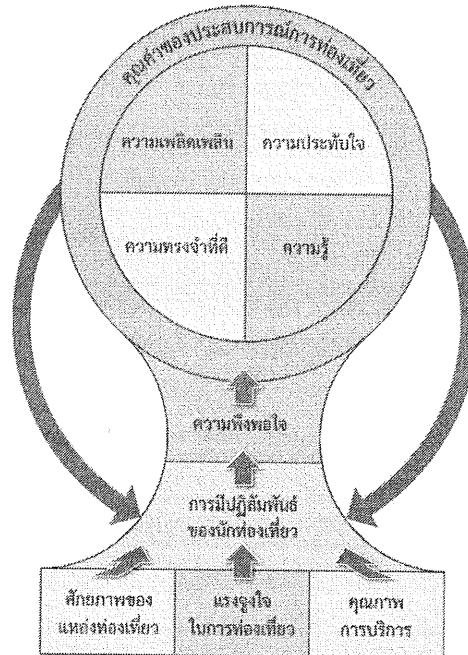 คุณค่าของประสบการณ์การท่องเที่ยว
ความเพลิดเพลิน
ความประทับใจ
ความทรงจำที่ดี
ความรู้
ความพึงพอใจ
การมีปฏิสัมพันธ์
ของนักท่องเที่ยว
ศักยภาพของ
แหล่งท่องเที่ยว
แรงจูงใจ
ในการท่องเที่ยว
คุณภาพ
การบริการ